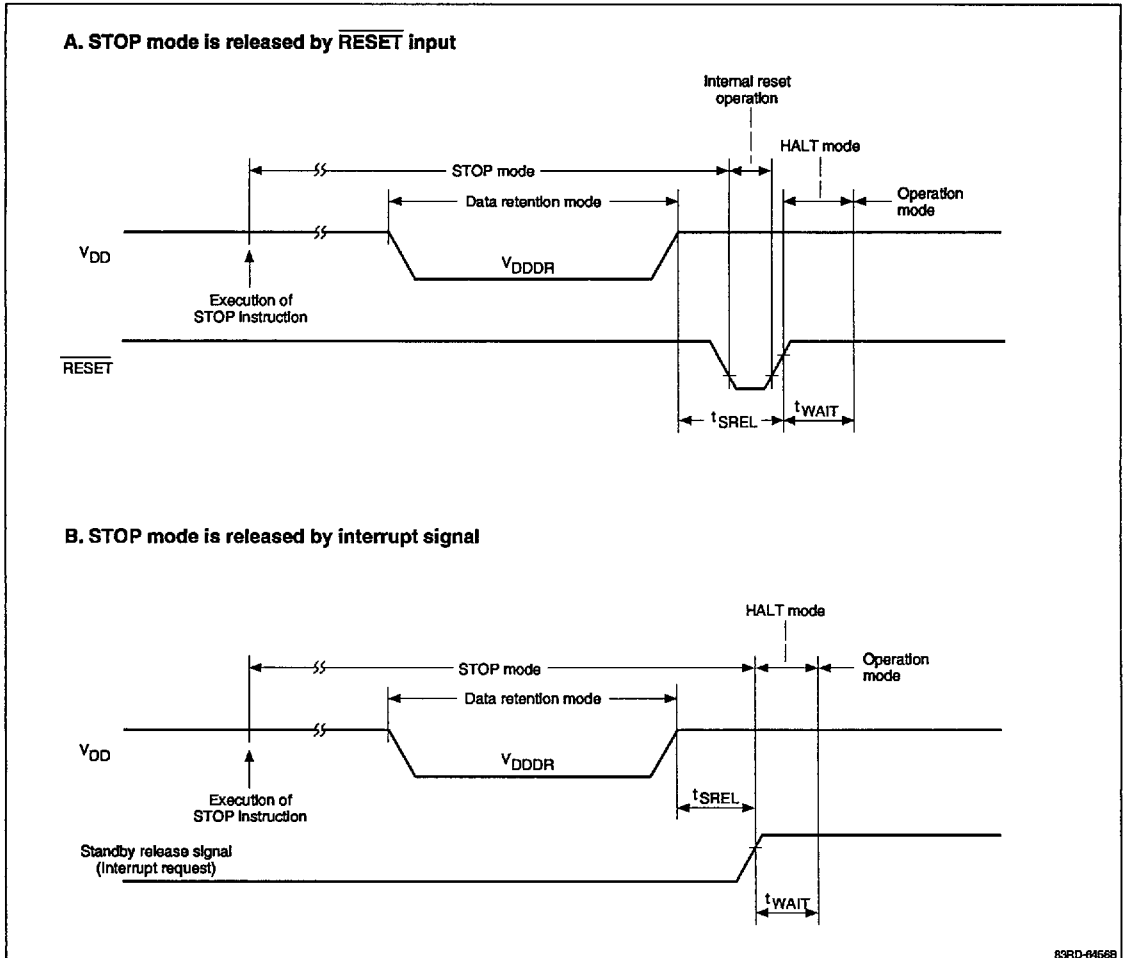 A. STOP mode is released by RESET input
Internal reset
operation
HALT mode
STOP mode
Operation
mode
Data retention mode
VDD
VDDDR
Execution of
STOP Instruction
RESET
tSREL
tWAIT
B. STOP mode is released by interrupt signal
HALT mode
STOP mode
Operation
mode
Data retention mode
VDD
VDDDR
tSREL
Execution of
STOP Instruction
Standby release signal
(Interrupt request)
tWAIT
83RD-6456B